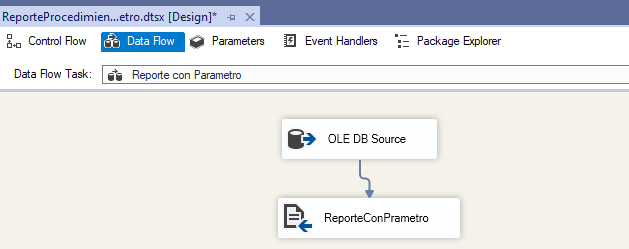 ReporteProcedimien...etro.dtsx [Design]*
Control Flow
Data Flow
Parameters
Event Handlers
Package Explorer
Data Flow Task:
Reporte con Parametro
OLE DB Source
ReporteConPrametro